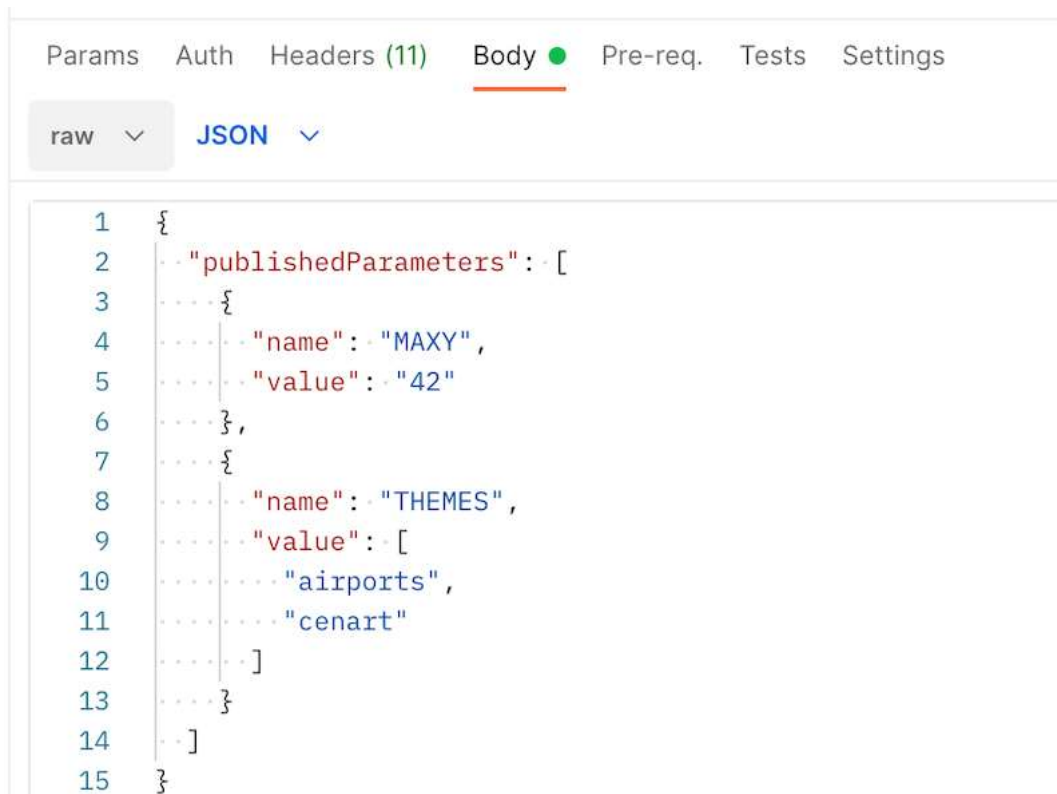 Params Auth Headers (11) Body Pre-req. Tests Settings
raw JSON
1 {
2 "publishedParameters": [
3 {
4 "name": "MAXY",
5 "value": "42"
6 },
7 {
8 "name": "THEMES",
9 "value": [
10 "airports",
11 "cenart"
12 ]
13 }
14 ]
15 }